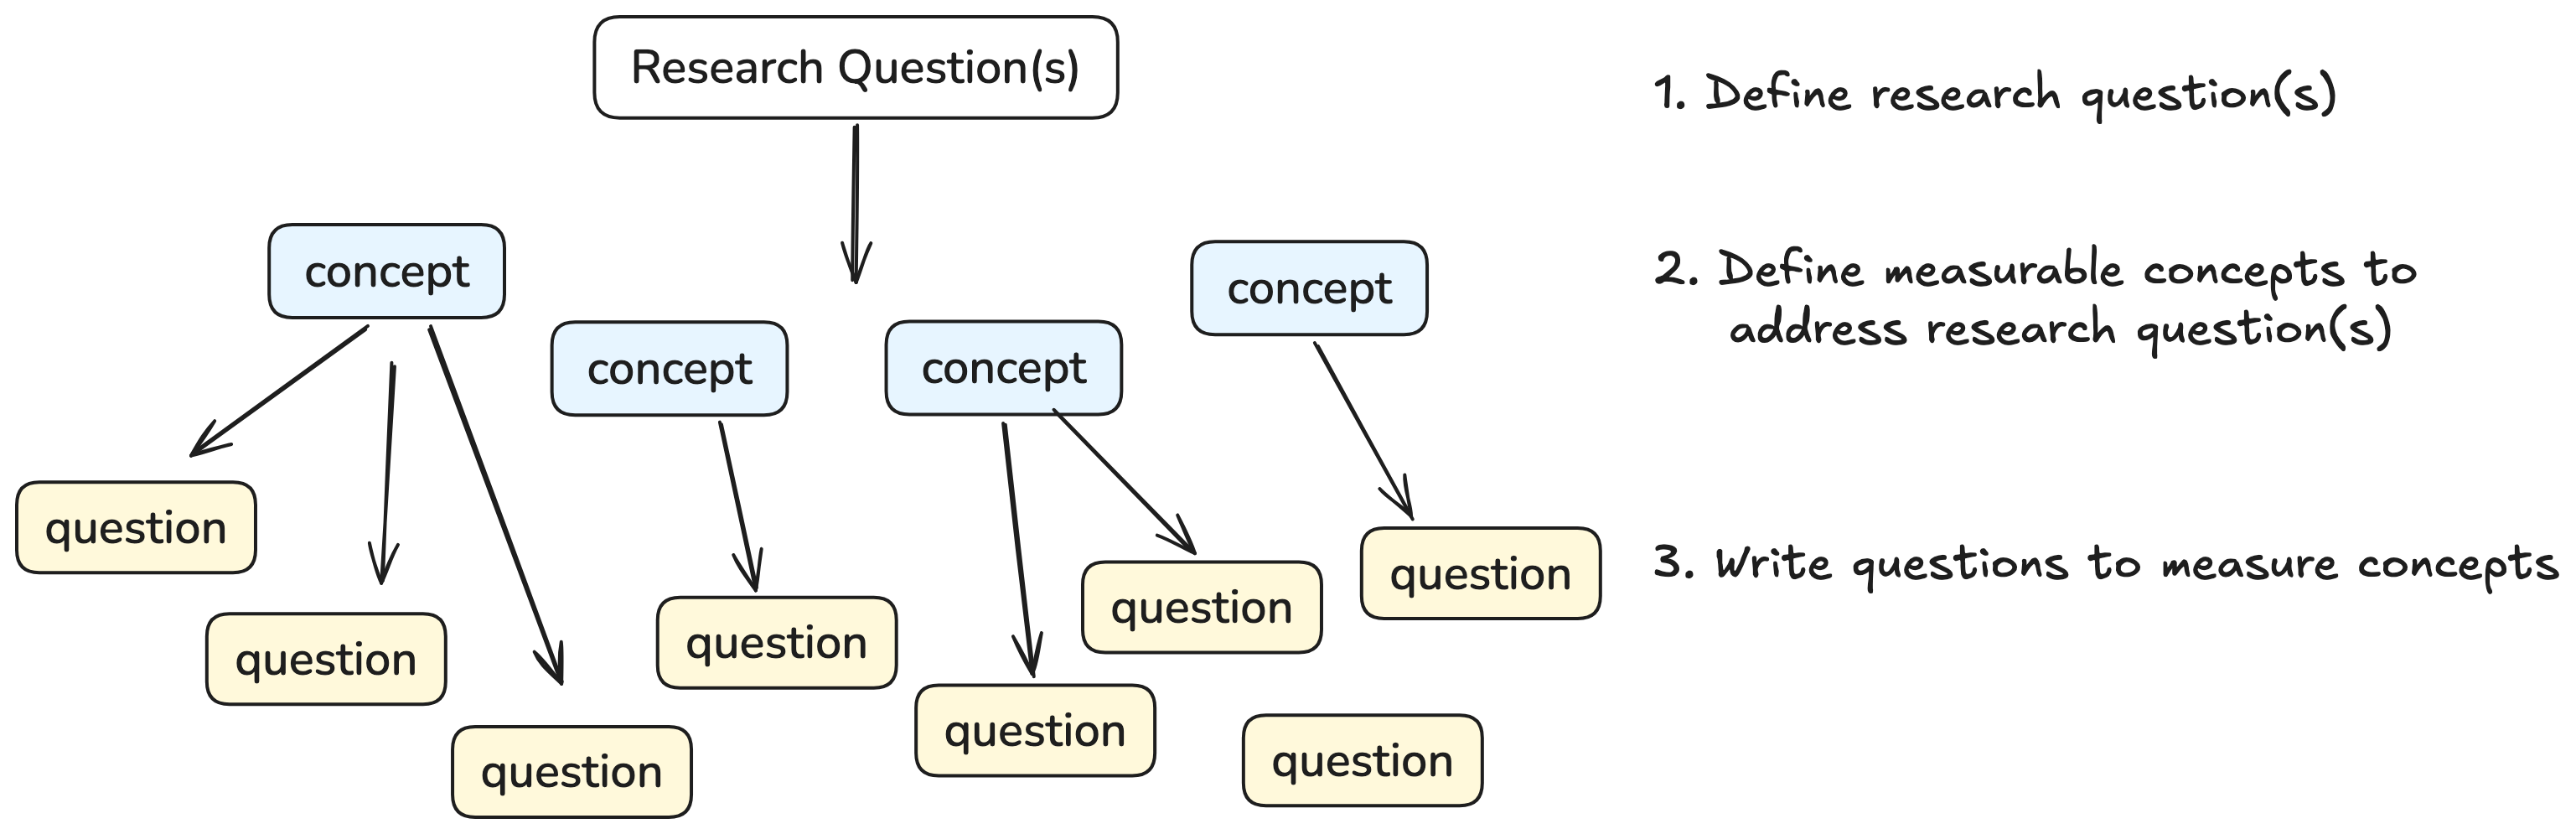 Research Question(s)
concept
concept
concept
concept
question
question
question
question
question
question
question
question
1. Define research question(s)
2. Define measurable concepts to
address research question(s)
3. Write questions to measure concepts